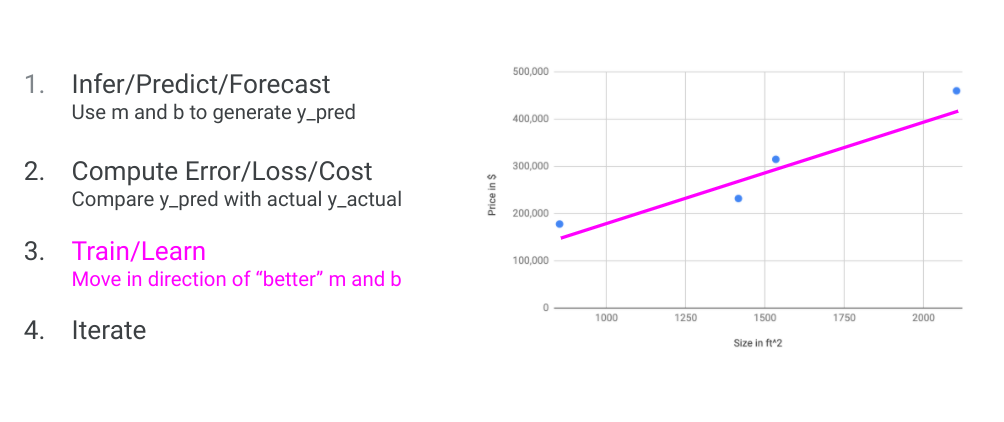 1. Infer/Predict/Forecast
Use m and b to generate y_pred
2. Compute Error/Loss/Cost
Compare y_pred with actual y_actual
3. Train/Learn
Move in direction of “better” m and b
4. Iterate
Price in $
500,000
400,000
300,000
200,000
100,000
0
1000 1250 1500 1750 2000
Size in ft^2